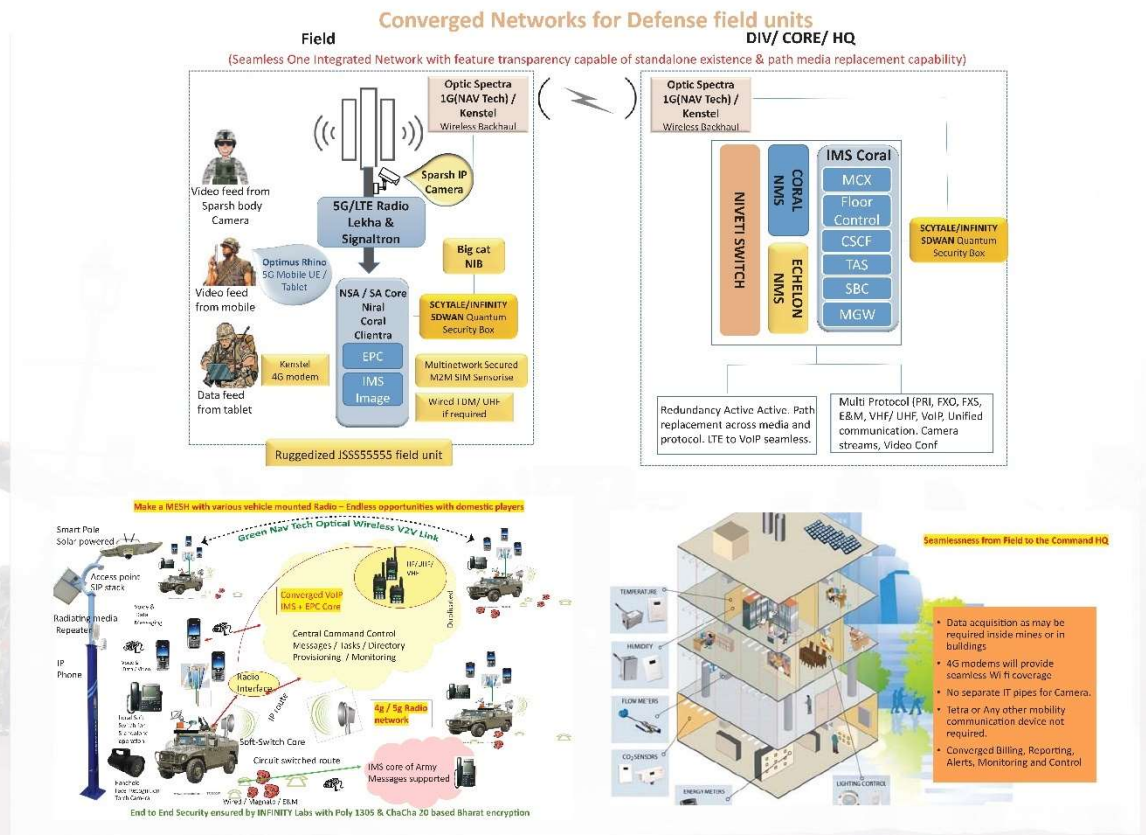 Converged Networks for Defense field units
Field
DIV/ CORE/ HQ
(Seamless One Integrated Network with feature transparency capable of standalone existence & path media replacement capability)
Optic Spectra
1G(NAV Tech) /
Kenstel
Wireless Backhaul
Sparsh IP
Camera
Video feed from
Sparsh body
Camera
5G/LTE Radio
Lekha &
Signaltron
Optimus Rhino
5G Mobile UE /
Tablet
Video feed
from mobile
Big cat
NIB
NSA / SA Core
Niral
Coral
Clientra
EPC
IMS
Image
SCYTALE/INFINITY
SDWAN Quantum
Security Box
Data feed
from tablet
Kenstel
4G modem
Multinetwork Secured
M2M SIM Sensorise
Wired TDM/ UHF
if required
Ruggedized JSSS55555 field unit
Optic Spectra
1G(NAV Tech) /
Kenstel
Wireless Backhaul
NIVETI SWITCH
CORAL
NMS
ECHELON
NMS
IMS Coral
MCX
Floor
Control
CSCF
TAS
SBC
MGW
SCYTALE/INFINITY
SDWAN Quantum
Security Box
Redundancy Active Active. Path
replacement across media and
protocol. LTE to VoIP seamless.
Multi Protocol (PRI, FXO, FXS,
E&M, VHF/ UHF, VoIP, Unified
communication. Camera
streams, Video Conf
Make a MESH with various vehicle mounted Radio – Endless opportunities with domestic players
Smart Pole
Solar powered
Green Nav Tech Optical Wireless V2V Link
Access point
SIP stack
Radiating media
Repeater
IP
Phone
HF/UHF/
VHF
Converged VoIP
IMS + EPC Core
Duplicated
Central Command Control
Messages / Tasks / Directory
Provisioning / Monitoring
Radio
Interface
IP route
4g / 5g Radio
network
Soft-Switch Core
Circuit switched route
IMS core of Army
Messages supported
Wired / Magneto / E&M
End to End Security ensured by INFINITY Labs with Poly 1305 & ChaCha 20 based Bharat encryption
Seamlessness from Field to the Command HQ
TEMPERATURE
HUMIDITY
FLOW METERS
CO2 SENSORS
ENERGY METERS
LIGHTING CONTROL
• Data acquisition as may be
required inside mines or in
buildings
• 4G modems will provide
seamless Wi fi coverage
• No separate IT pipes for Camera.
• Tetra or Any other mobility
communication device not
required.
• Converged Billing, Reporting,
Alerts, Monitoring and Control